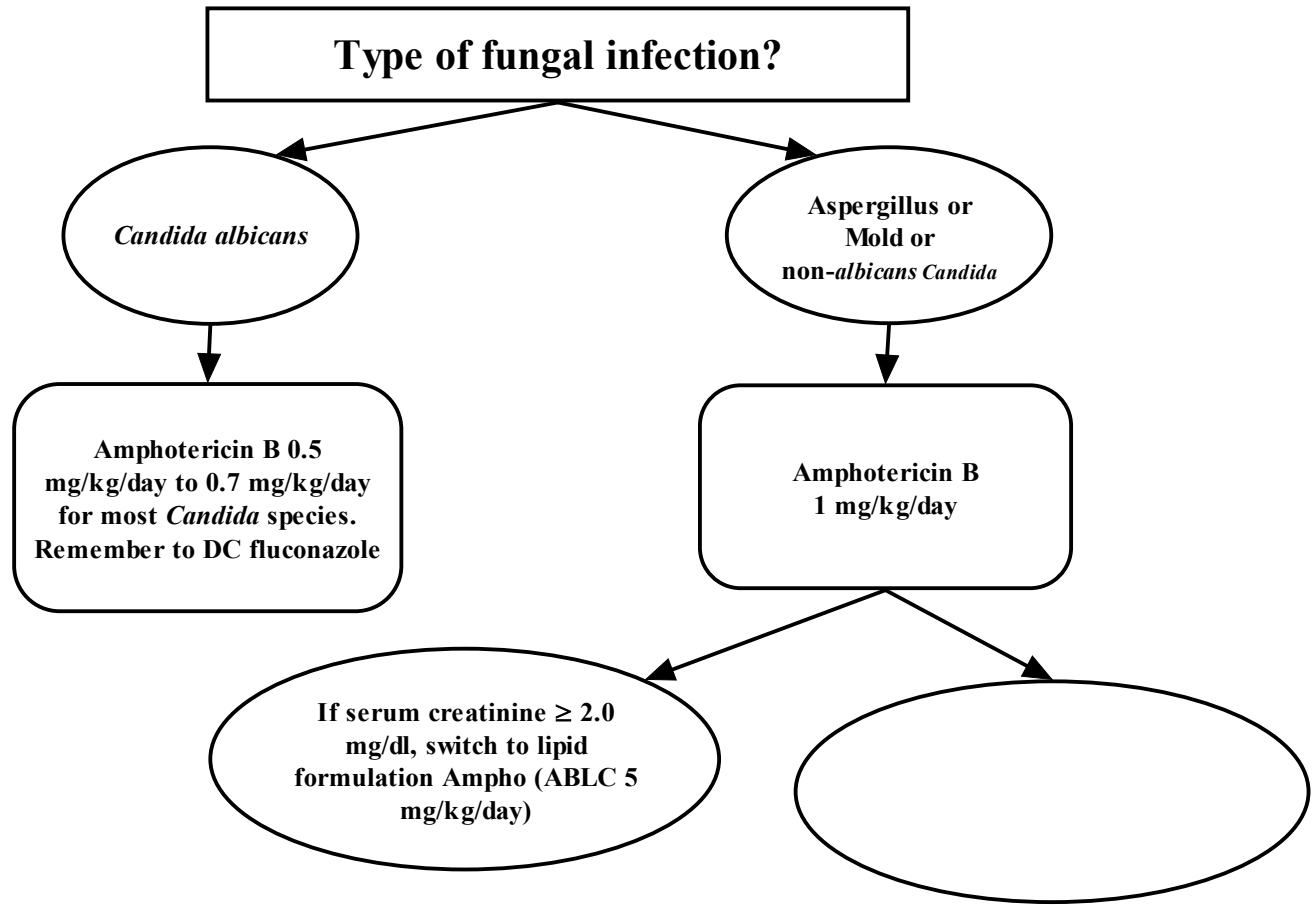 Type of fungal infection?
Candida albicans
Aspergillus or
Mold or
non-albicans Candida
Amphotericin B 0.5
mg/kg/day to 0.7 mg/kg/day
for most Candida species.
Remember to DC fluconazole
Amphotericin B
1 mg/kg/day
If serum creatinine ≥ 2.0
mg/dl, switch to lipid
formulation Ampho (ABLC 5
mg/kg/day)